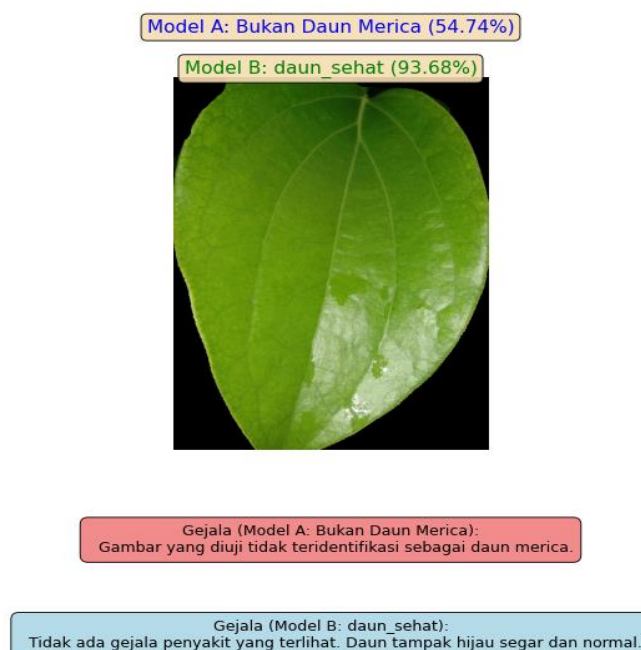 Model A: Bukan Daun Merica (54.74%)
Model B: daun_sehat (93.68%)
Gejala (Model A: Bukan Daun Merica):
Gambar yang diuji tidak teridentifikasi sebagai daun merica.
Gejala (Model B: daun_sehat):
Tidak ada gejala penyakit yang terlihat. Daun tampak hijau segar dan normal.